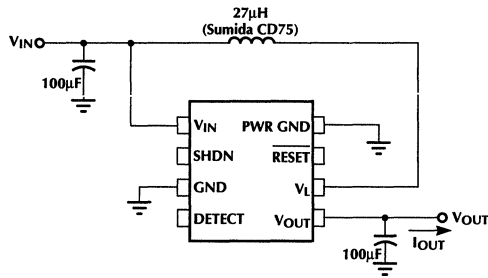 27µH
(Sumida CD75)
VIN
100µF
VIN
PWR GND
SHDN
RESET
GND
VL
DETECT
VOUT
VOUT
IOUT
100µF